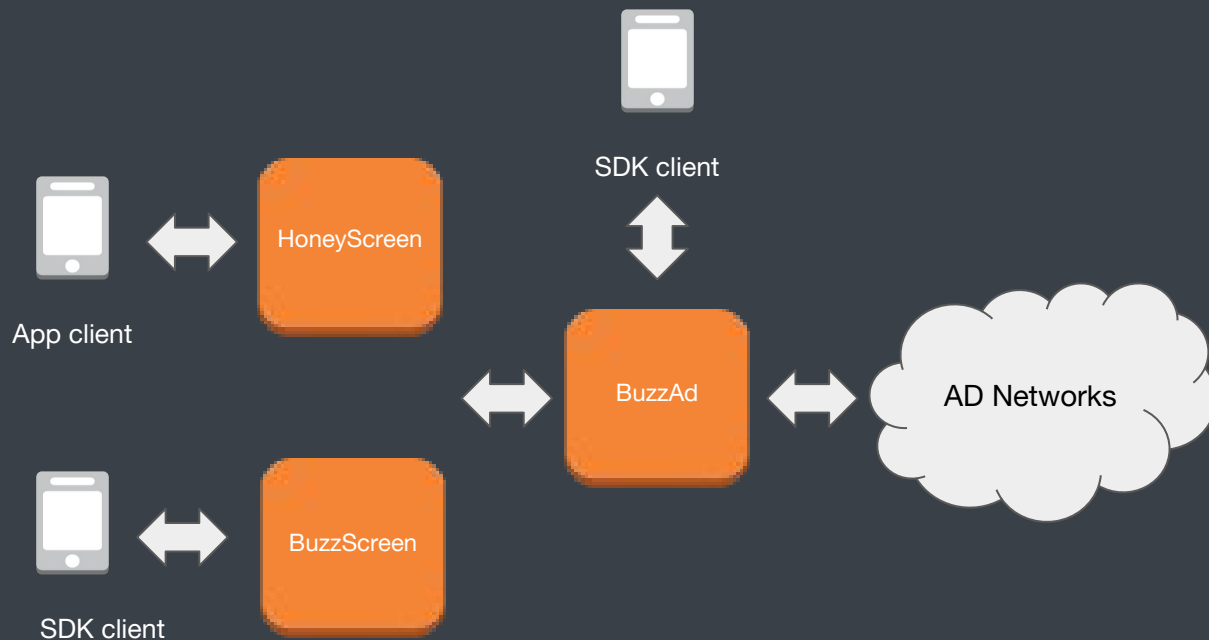 SDK client
HoneyScreen
App client
BuzzAd
AD Networks
BuzzScreen
SDK client